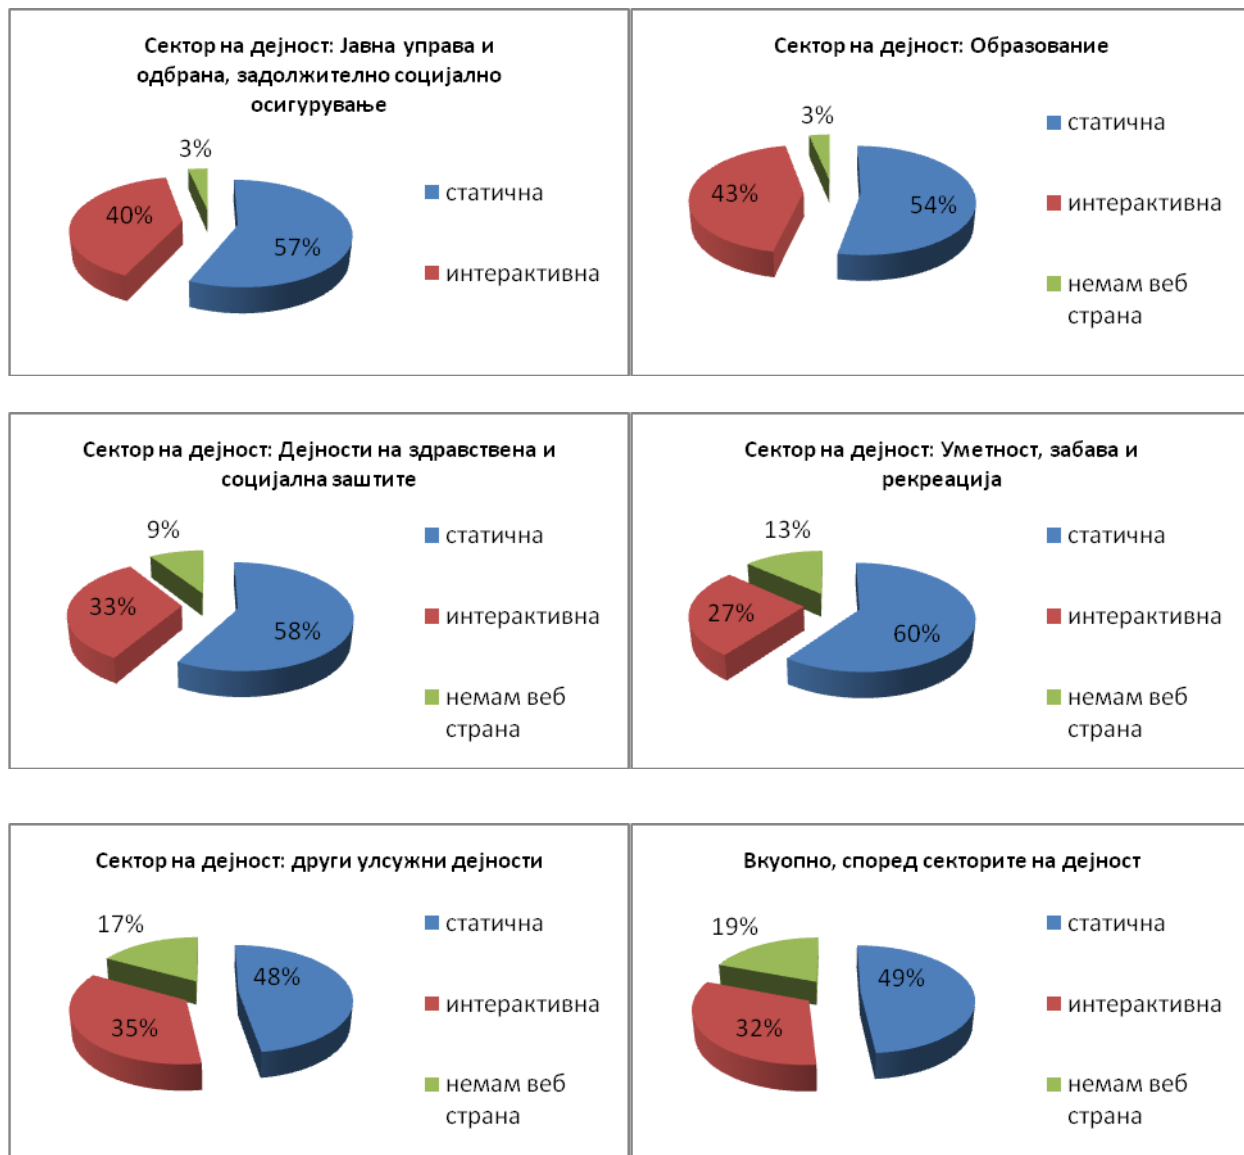 Сектор на дејност: Јавна управа и
одбрана, задолжително социјално
осигурување
3%
40%
57%
статична
интерактивна
Сектор на дејност: Образование
3%
43%
54%
статична
интерактивна
немам веб
страна
Сектор на дејност: Дејности на здравствена и
социјална заштите
9%
33%
58%
статична
интерактивна
немам веб
страна
Сектор на дејност: Уметност, забава и
рекреација
13%
27%
60%
статична
интерактивна
немам веб
страна
Сектор на дејност: други улсужни дејности
17%
48%
35%
статична
интерактивна
немам веб
страна
Вкуопно, според секторите на дејност
19%
49%
32%
статична
интерактивна
немам веб
страна